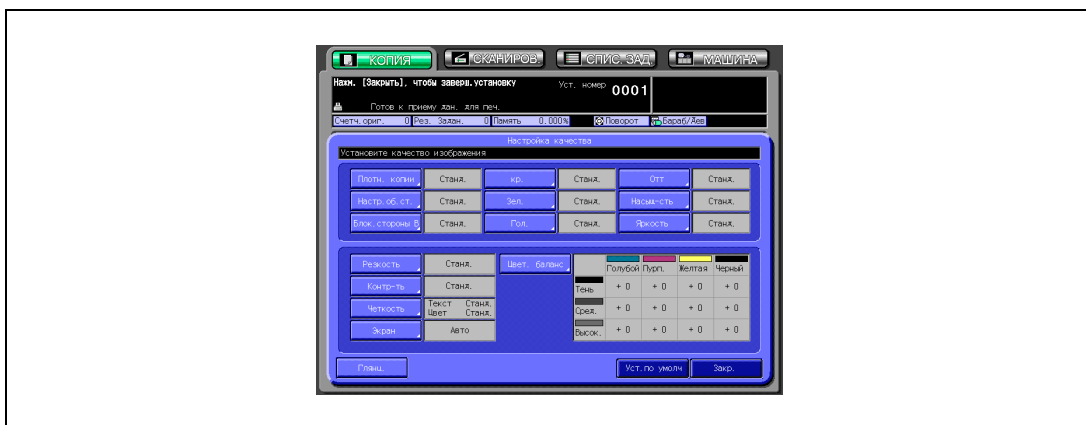 КОПИЯ СКАНИРОВ. СПИС.ЗАД. МАШИНА
Нажм. [Закрыть], чтобы заверш.установку Уст. номер 0001
Готов к приему дан. для печ.
Счетч.ориг. 0 Рез. Задан. 0 Память 0.000% Поворот Бараб/Дев
Настройка качества
Установите качество изображения
Плотн. копии Станд. кр. Станд. Отт Станд.
Настр.об.ст. Станд. Зел. Станд. Насыщ-сть Станд.
Блок.стороны Б Станд. Гол. Станд. Яркость Станд.
Резкость Станд. Цвет. баланс Голубой Пурп. Желтая Черный
Контр-ть Станд. Тень + 0 + 0 + 0 + 0
Четкость Текст Станд. Цвет Станд. Сред. + 0 + 0 + 0 + 0
Экран Авто Высок. + 0 + 0 + 0 + 0
Глянц. Уст.по умолч Закр.